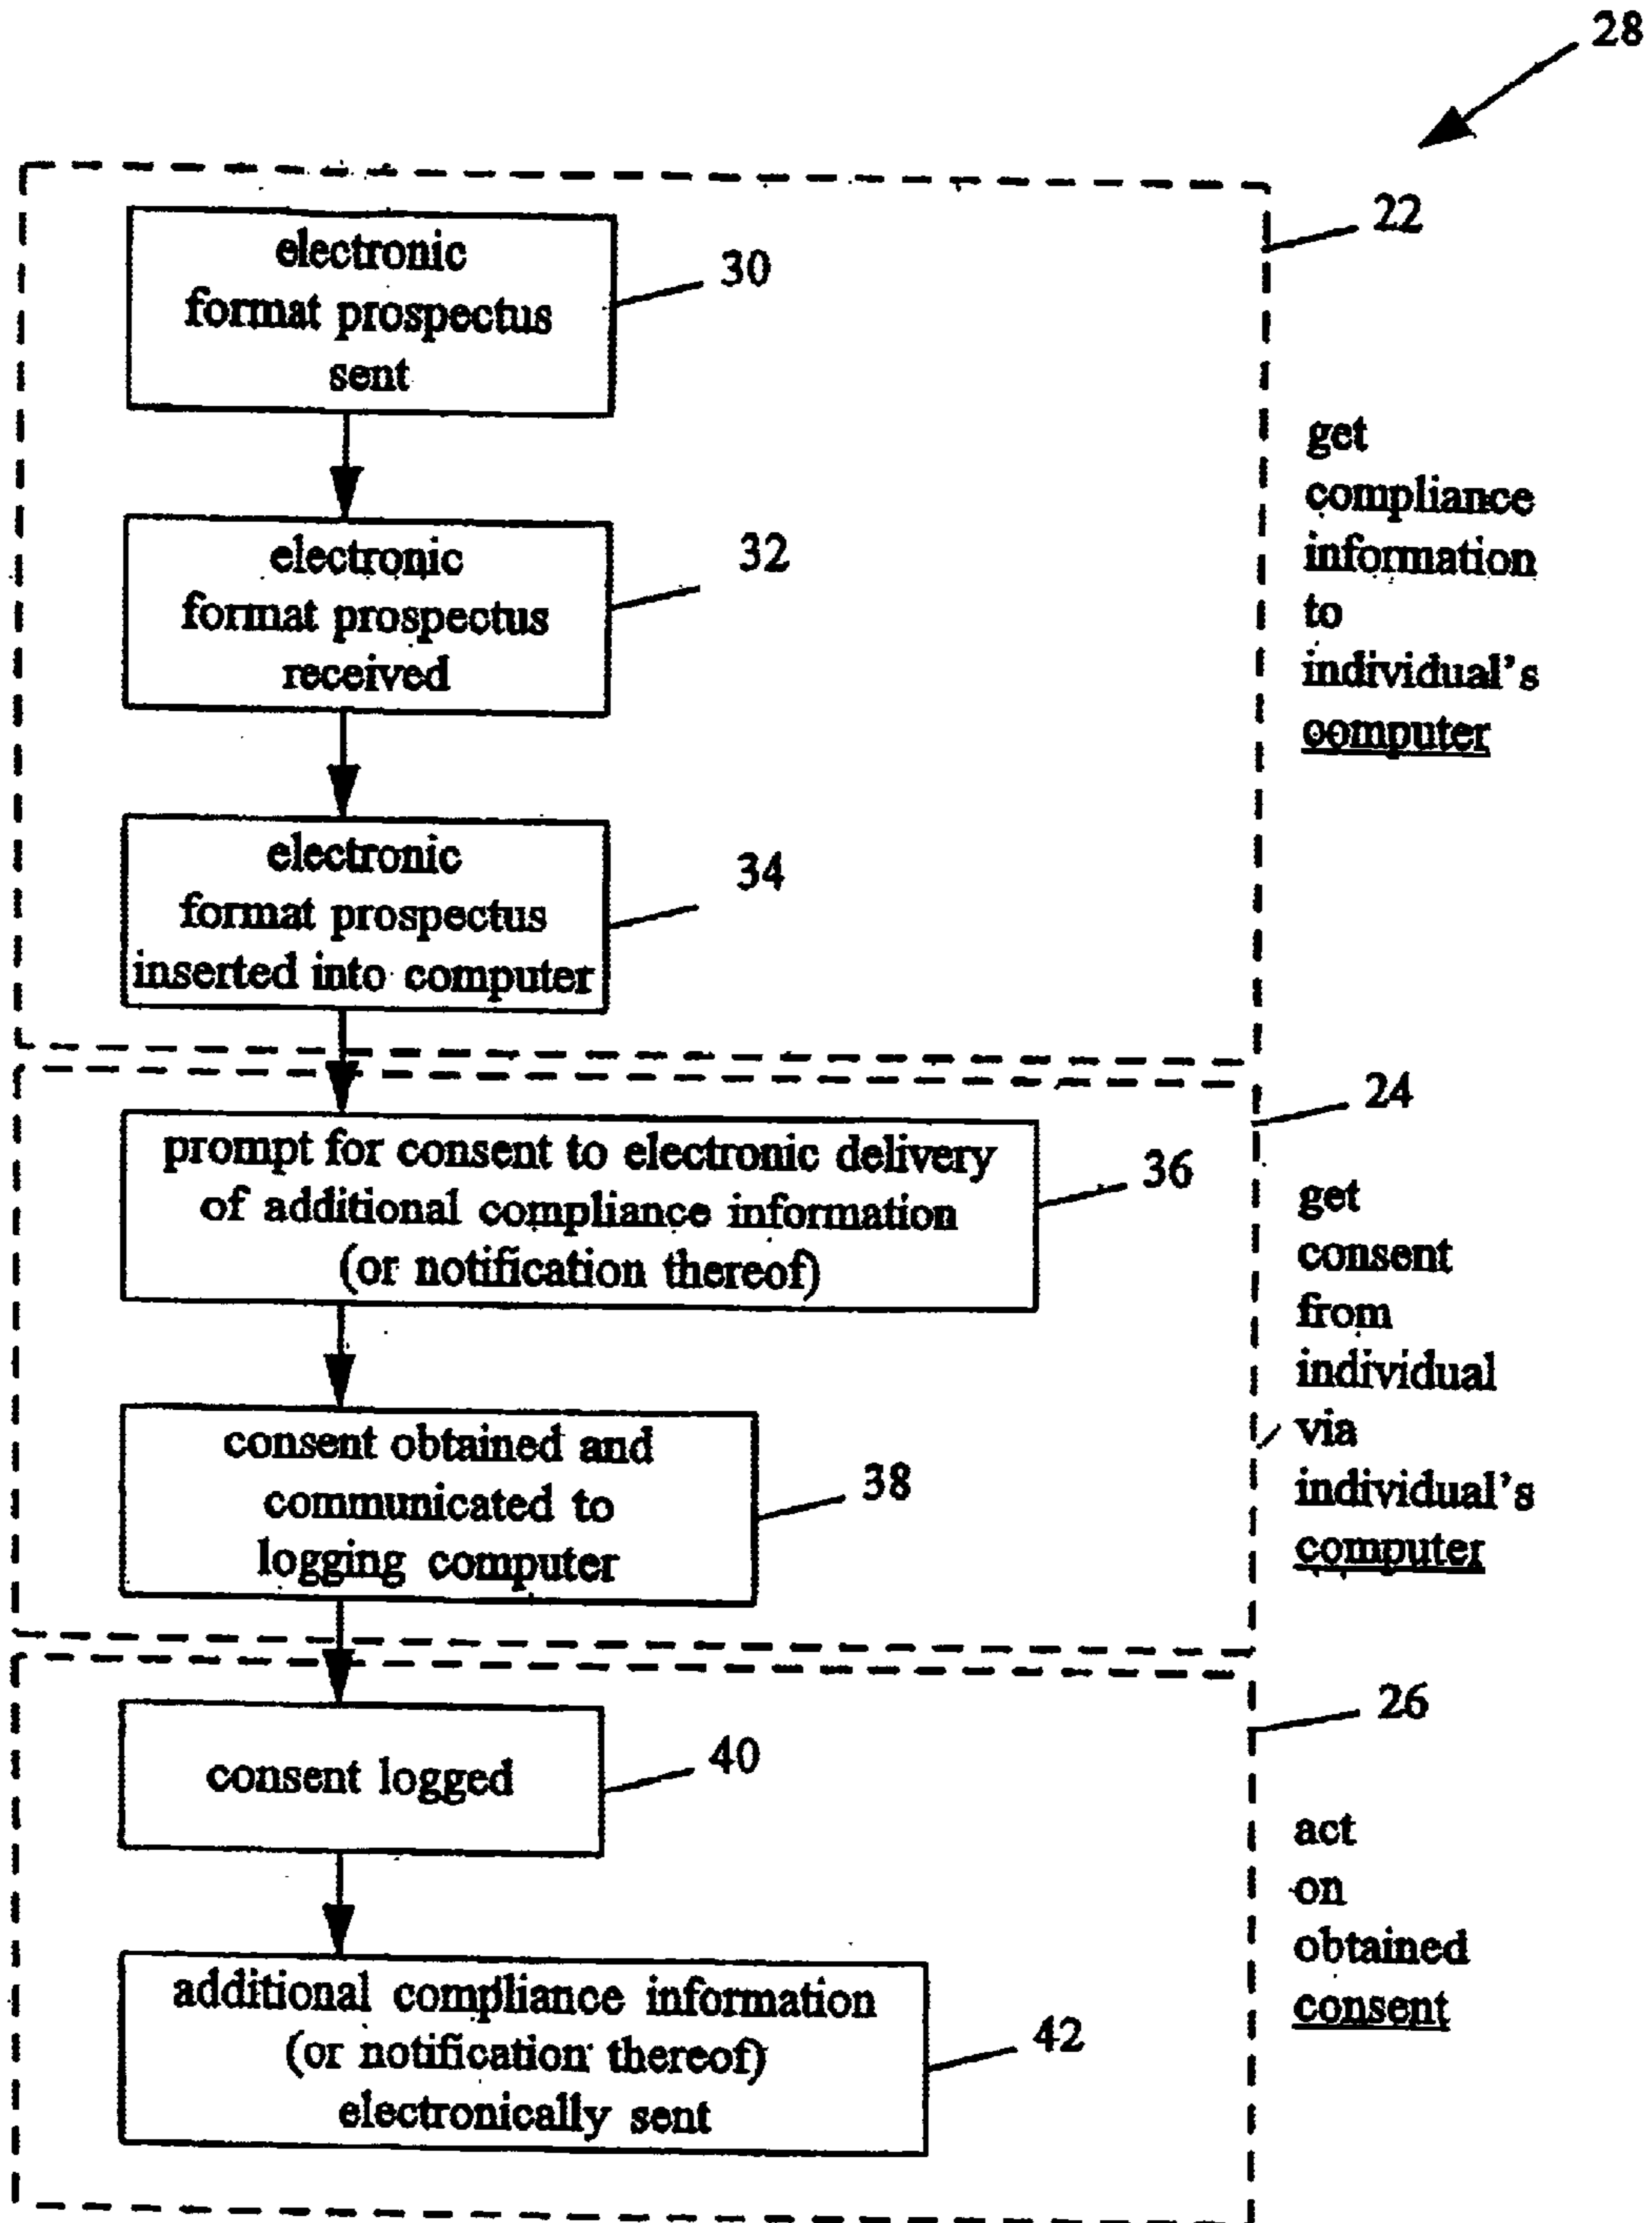 28
22
electronic
format prospectus
sent
30
electronic
format prospectus
received
32
electronic
format prospectus
inserted into computer
34
get
compliance
information
to
individual's
computer
24
prompt for consent to electronic delivery
of additional compliance information
(or notification thereof)
36
consent obtained and
communicated to
logging computer
38
get
consent
from
individual
via
individual's
computer
26
consent logged
40
additional compliance information
(or notification thereof)
electronically sent
42
act
on
obtained
consent